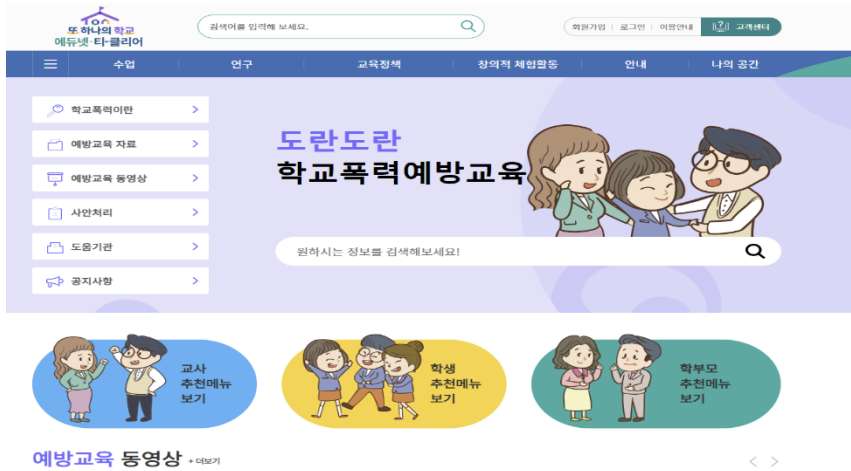 또 하나의 학교
에듀넷·티-클리어
검색어를 입력해 보세요.
회원가입 | 로그인 | 이용안내
고객센터
수업 연구 교육정책 창의적 체험활동 안내 나의 공간
학교폭력이란
예방교육 자료
예방교육 동영상
사안처리
도움기관
공지사항
도란도란
학교폭력예방교육
원하시는 정보를 검색해보세요!
교사
추천메뉴
보기
학생
추천메뉴
보기
학부모
추천메뉴
보기
예방교육 동영상 + 더보기